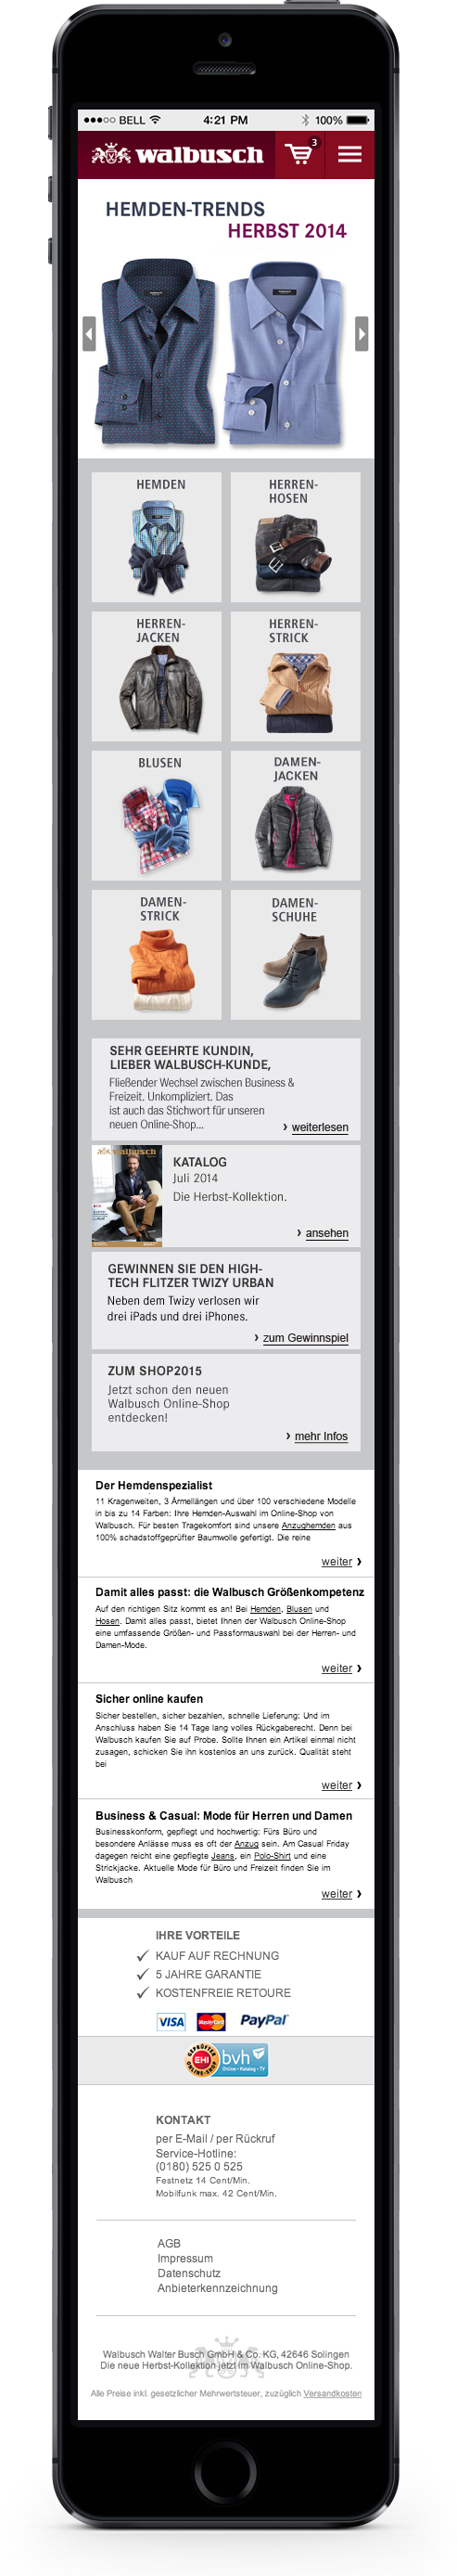 BELL 4:21 PM 100%
walbusch 3
HEMDEN-TRENDS
HERBST 2014
HEMDEN
HERREN-
HOSEN
HERREN-
JACKEN
HERREN-
STRICK
BLUSEN
DAMEN-
JACKEN
DAMEN-
STRICK
DAMEN-
SCHUHE
SEHR GEEHRTE KUNDIN,
LIEBER WALBUSCH-KUNDE,
Fließender Wechsel zwischen Business &
Freizeit. Unkompliziert. Das
ist auch das Stichwort für unseren
neuen Online-Shop...
› weiterlesen
walbusch
KATALOG
Juli 2014
Die Herbst-Kollektion.
› ansehen
GEWINNEN SIE DEN HIGH-
TECH FLITZER TWIZY URBAN
Neben dem Twizy verlosen wir
drei iPads und drei iPhones.
› zum Gewinnspiel
ZUM SHOP2015
Jetzt schon den neuen
Walbusch Online-Shop
entdecken!
› mehr Infos
Der Hemdenspezialist
11 Kragenweiten, 3 Ärmellängen und über 100 verschiedene Modelle
in bis zu 14 Farben: Ihre Hemden-Auswahl im Online-Shop von
Walbusch. Für besten Tragekomfort sind unsere Anzughemden aus
100% schadstoffgeprüfter Baumwolle gefertigt. Die reine
weiter ›
Damit alles passt: die Walbusch Größenkompetenz
Auf den richtigen Sitz kommt es an! Bei Hemden, Blusen und
Hosen. Damit alles passt, bietet Ihnen der Walbusch Online-Shop
eine umfassende Größen- und Passformauswahl bei der Herren- und
Damen-Mode.
weiter ›
Sicher online kaufen
Sicher bestellen, sicher bezahlen, schnelle Lieferung: Und im
Anschluss haben Sie 14 Tage lang volles Rückgaberecht. Denn bei
Walbusch kaufen Sie auf Probe. Sollte Ihnen ein Artikel einmal nicht
zusagen, schicken Sie ihn kostenlos an uns zurück. Qualität steht
bei
weiter ›
Business & Casual: Mode für Herren und Damen
Businesskonform, gepflegt und hochwertig: Fürs Büro und
besondere Anlässe muss es oft der Anzug sein. Am Casual Friday
dagegen reicht eine gepflegte Jeans, ein Polo-Shirt und eine
Strickjacke. Aktuelle Mode für Büro und Freizeit finden Sie im
Walbusch
weiter ›
IHRE VORTEILE
KAUF AUF RECHNUNG
5 JAHRE GARANTIE
KOSTENFREIE RETOURE
VISA MasterCard PayPal
GEPRÜFTER ONLINE-SHOP EHI bvh
Online • Katalog • TV
KONTAKT
per E-Mail / per Rückruf
Service-Hotline:
(0180) 525 0 525
Festnetz 14 Cent/Min.
Mobilfunk max. 42 Cent/Min.
AGB
Impressum
Datenschutz
Anbieterkennzeichnung
Walbusch Walter Busch GmbH & Co. KG, 42646 Solingen
Die neue Herbst-Kollektion jetzt im Walbusch Online-Shop.
Alle Preise inkl. gesetzlicher Mehrwertsteuer, zuzüglich Versandkosten